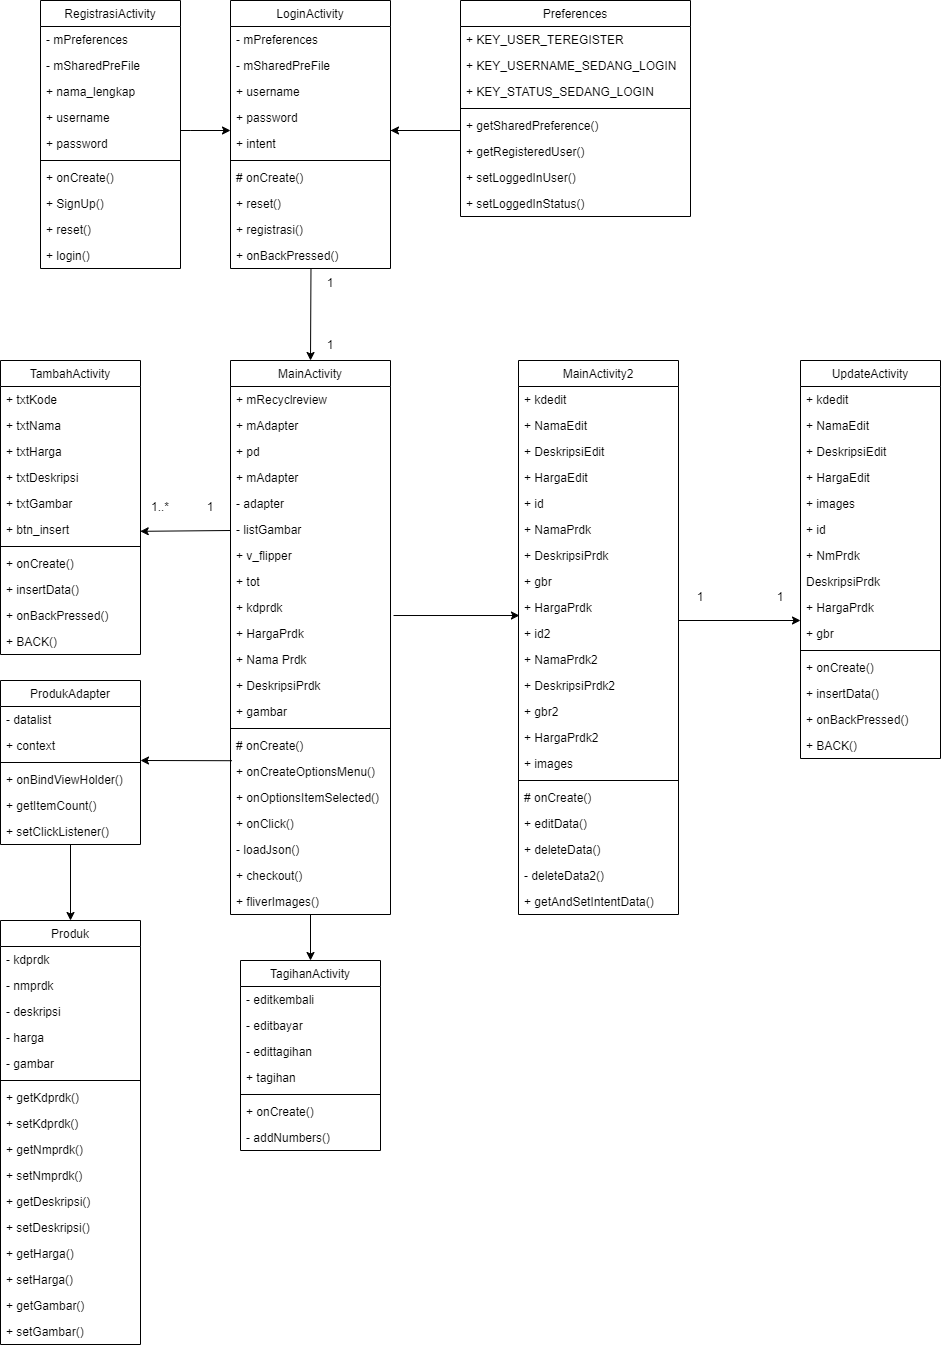 RegistrasiActivity
- mPreferences
- mSharedPreFile
+ nama_lengkap
+ username
+ password
+ onCreate()
+ SignUp()
+ reset()
+ login()
LoginActivity
- mPreferences
- mSharedPreFile
+ username
+ password
+ intent
# onCreate()
+ reset()
+ registrasi()
+ onBackPressed()
Preferences
+ KEY_USER_TEREGISTER
+ KEY_USERNAME_SEDANG_LOGIN
+ KEY_STATUS_SEDANG_LOGIN
+ getSharedPreference()
+ getRegisteredUser()
+ setLoggedInUser()
+ setLoggedInStatus()
1
1
TambahActivity
+ txtKode
+ txtNama
+ txtHarga
+ txtDeskripsi
+ txtGambar
+ btn_insert
+ onCreate()
+ insertData()
+ onBackPressed()
+ BACK()
1..*
1
MainActivity
+ mRecyclreview
+ mAdapter
+ pd
+ mAdapter
- adapter
- listGambar
+ v_flipper
+ tot
+ kdprdk
+ HargaPrdk
+ Nama Prdk
+ DeskripsiPrdk
+ gambar
# onCreate()
+ onCreateOptionsMenu()
+ onOptionsItemSelected()
+ onClick()
- loadJson()
+ checkout()
+ fliverImages()
MainActivity2
+ kdedit
+ NamaEdit
+ DeskripsiEdit
+ HargaEdit
+ id
+ NamaPrdk
+ DeskripsiPrdk
+ gbr
+ HargaPrdk
+ id2
+ NamaPrdk2
+ DeskripsiPrdk2
+ gbr2
+ HargaPrdk2
+ images
# onCreate()
+ editData()
+ deleteData()
- deleteData2()
+ getAndSetIntentData()
1
1
UpdateActivity
+ kdedit
+ NamaEdit
+ DeskripsiEdit
+ HargaEdit
+ images
+ id
+ NmPrdk
DeskripsiPrdk
+ HargaPrdk
+ gbr
+ onCreate()
+ insertData()
+ onBackPressed()
+ BACK()
ProdukAdapter
- datalist
+ context
+ onBindViewHolder()
+ getItemCount()
+ setClickListener()
Produk
- kdprdk
- nmprdk
- deskripsi
- harga
- gambar
+ getKdprdk()
+ setKdprdk()
+ getNmprdk()
+ setNmprdk()
+ getDeskripsi()
+ setDeskripsi()
+ getHarga()
+ setHarga()
+ getGambar()
+ setGambar()
TagihanActivity
- editkembali
- editbayar
- edittagihan
+ tagihan
+ onCreate()
- addNumbers()